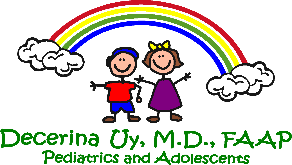 Decerina Uy, M.D., FAAP
Pediatrics and Adolescents